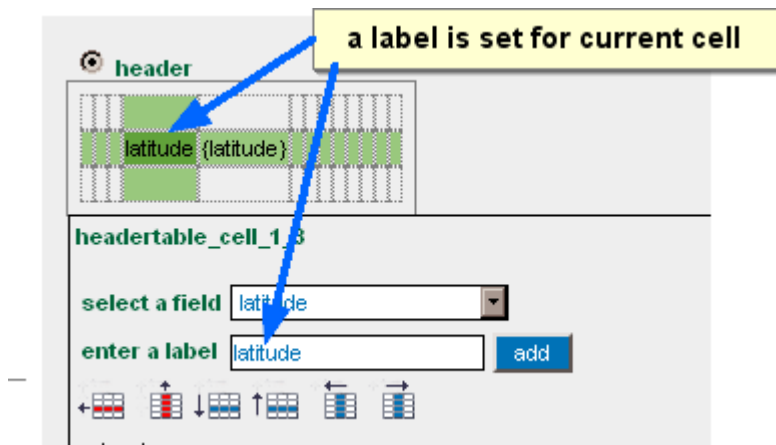 a label is set for current cell
header
latitude {latitude}
headertable_cell_1_3
select a field latitude
enter a label latitude add